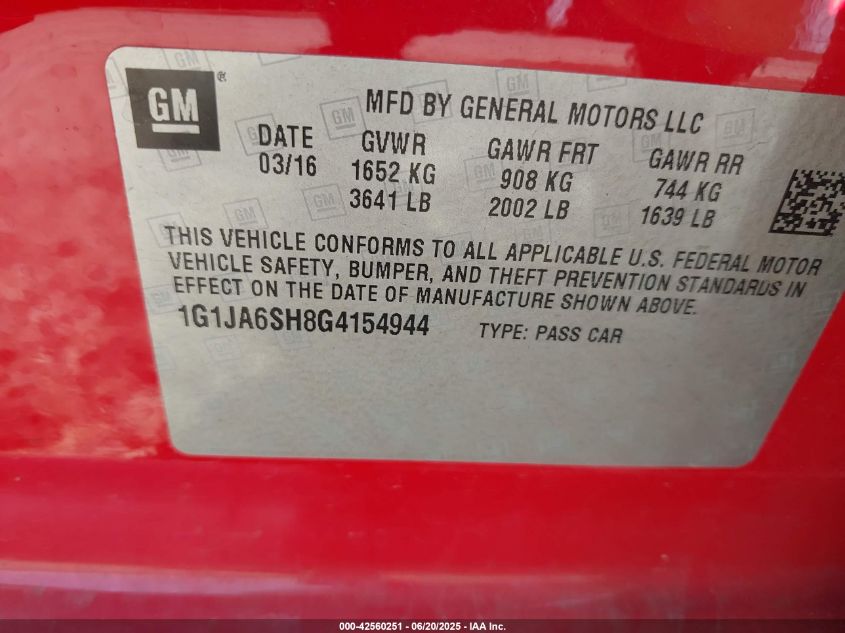 GM ®
MFD BY GENERAL MOTORS LLC
DATE GVWR GAWR FRT GAWR RR
03/16 1652 KG 908 KG 744 KG
3641 LB 2002 LB 1639 LB
THIS VEHICLE CONFORMS TO ALL APPLICABLE U.S. FEDERAL MOTOR
VEHICLE SAFETY, BUMPER, AND THEFT PREVENTION STANDARDS IN
EFFECT ON THE DATE OF MANUFACTURE SHOWN ABOVE.
1G1JA6SH8G4154944 TYPE: PASS CAR
000-42560251 - 06/20/2025 - IAA Inc.